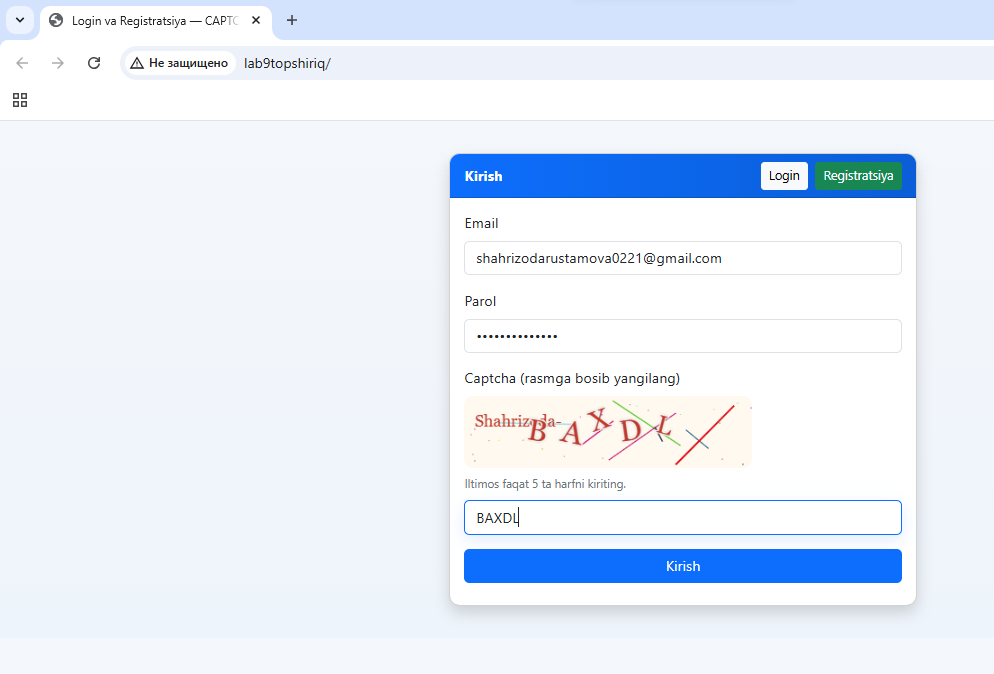 Login va Registratsiya — CAPTC
Не защищено lab9topshiriq/
Kirish Login Registratsiya
Email
shahrizodarustamova0221@gmail.com
Parol
••••••••••••••
Captcha (rasmga bosib yangilang)
Shahrizoda-
BAXDL
Iltimos faqat 5 ta harfni kiriting.
BAXDL
Kirish